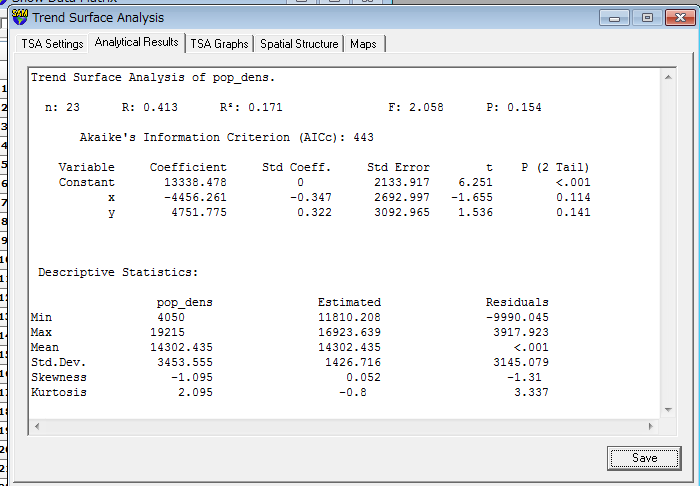 Show Data Matrix
Trend Surface Analysis
TSA Settings Analytical Results TSA Graphs Spatial Structure Maps
Trend Surface Analysis of pop_dens.
n: 23 R: 0.413 R²: 0.171 F: 2.058 P: 0.154
Akaike's Information Criterion (AICc): 443
Variable Coefficient Std Coeff. Std Error t P (2 Tail)
Constant 13338.478 0 2133.917 6.251 <.001
x -4456.261 -0.347 2692.997 -1.655 0.114
y 4751.775 0.322 3092.965 1.536 0.141
Descriptive Statistics:
pop_dens Estimated Residuals
Min 4050 11810.208 -9990.045
Max 19215 16923.639 3917.923
Mean 14302.435 14302.435 <.001
Std.Dev. 3453.555 1426.716 3145.079
Skewness -1.095 0.052 -1.31
Kurtosis 2.095 -0.8 3.337
Save